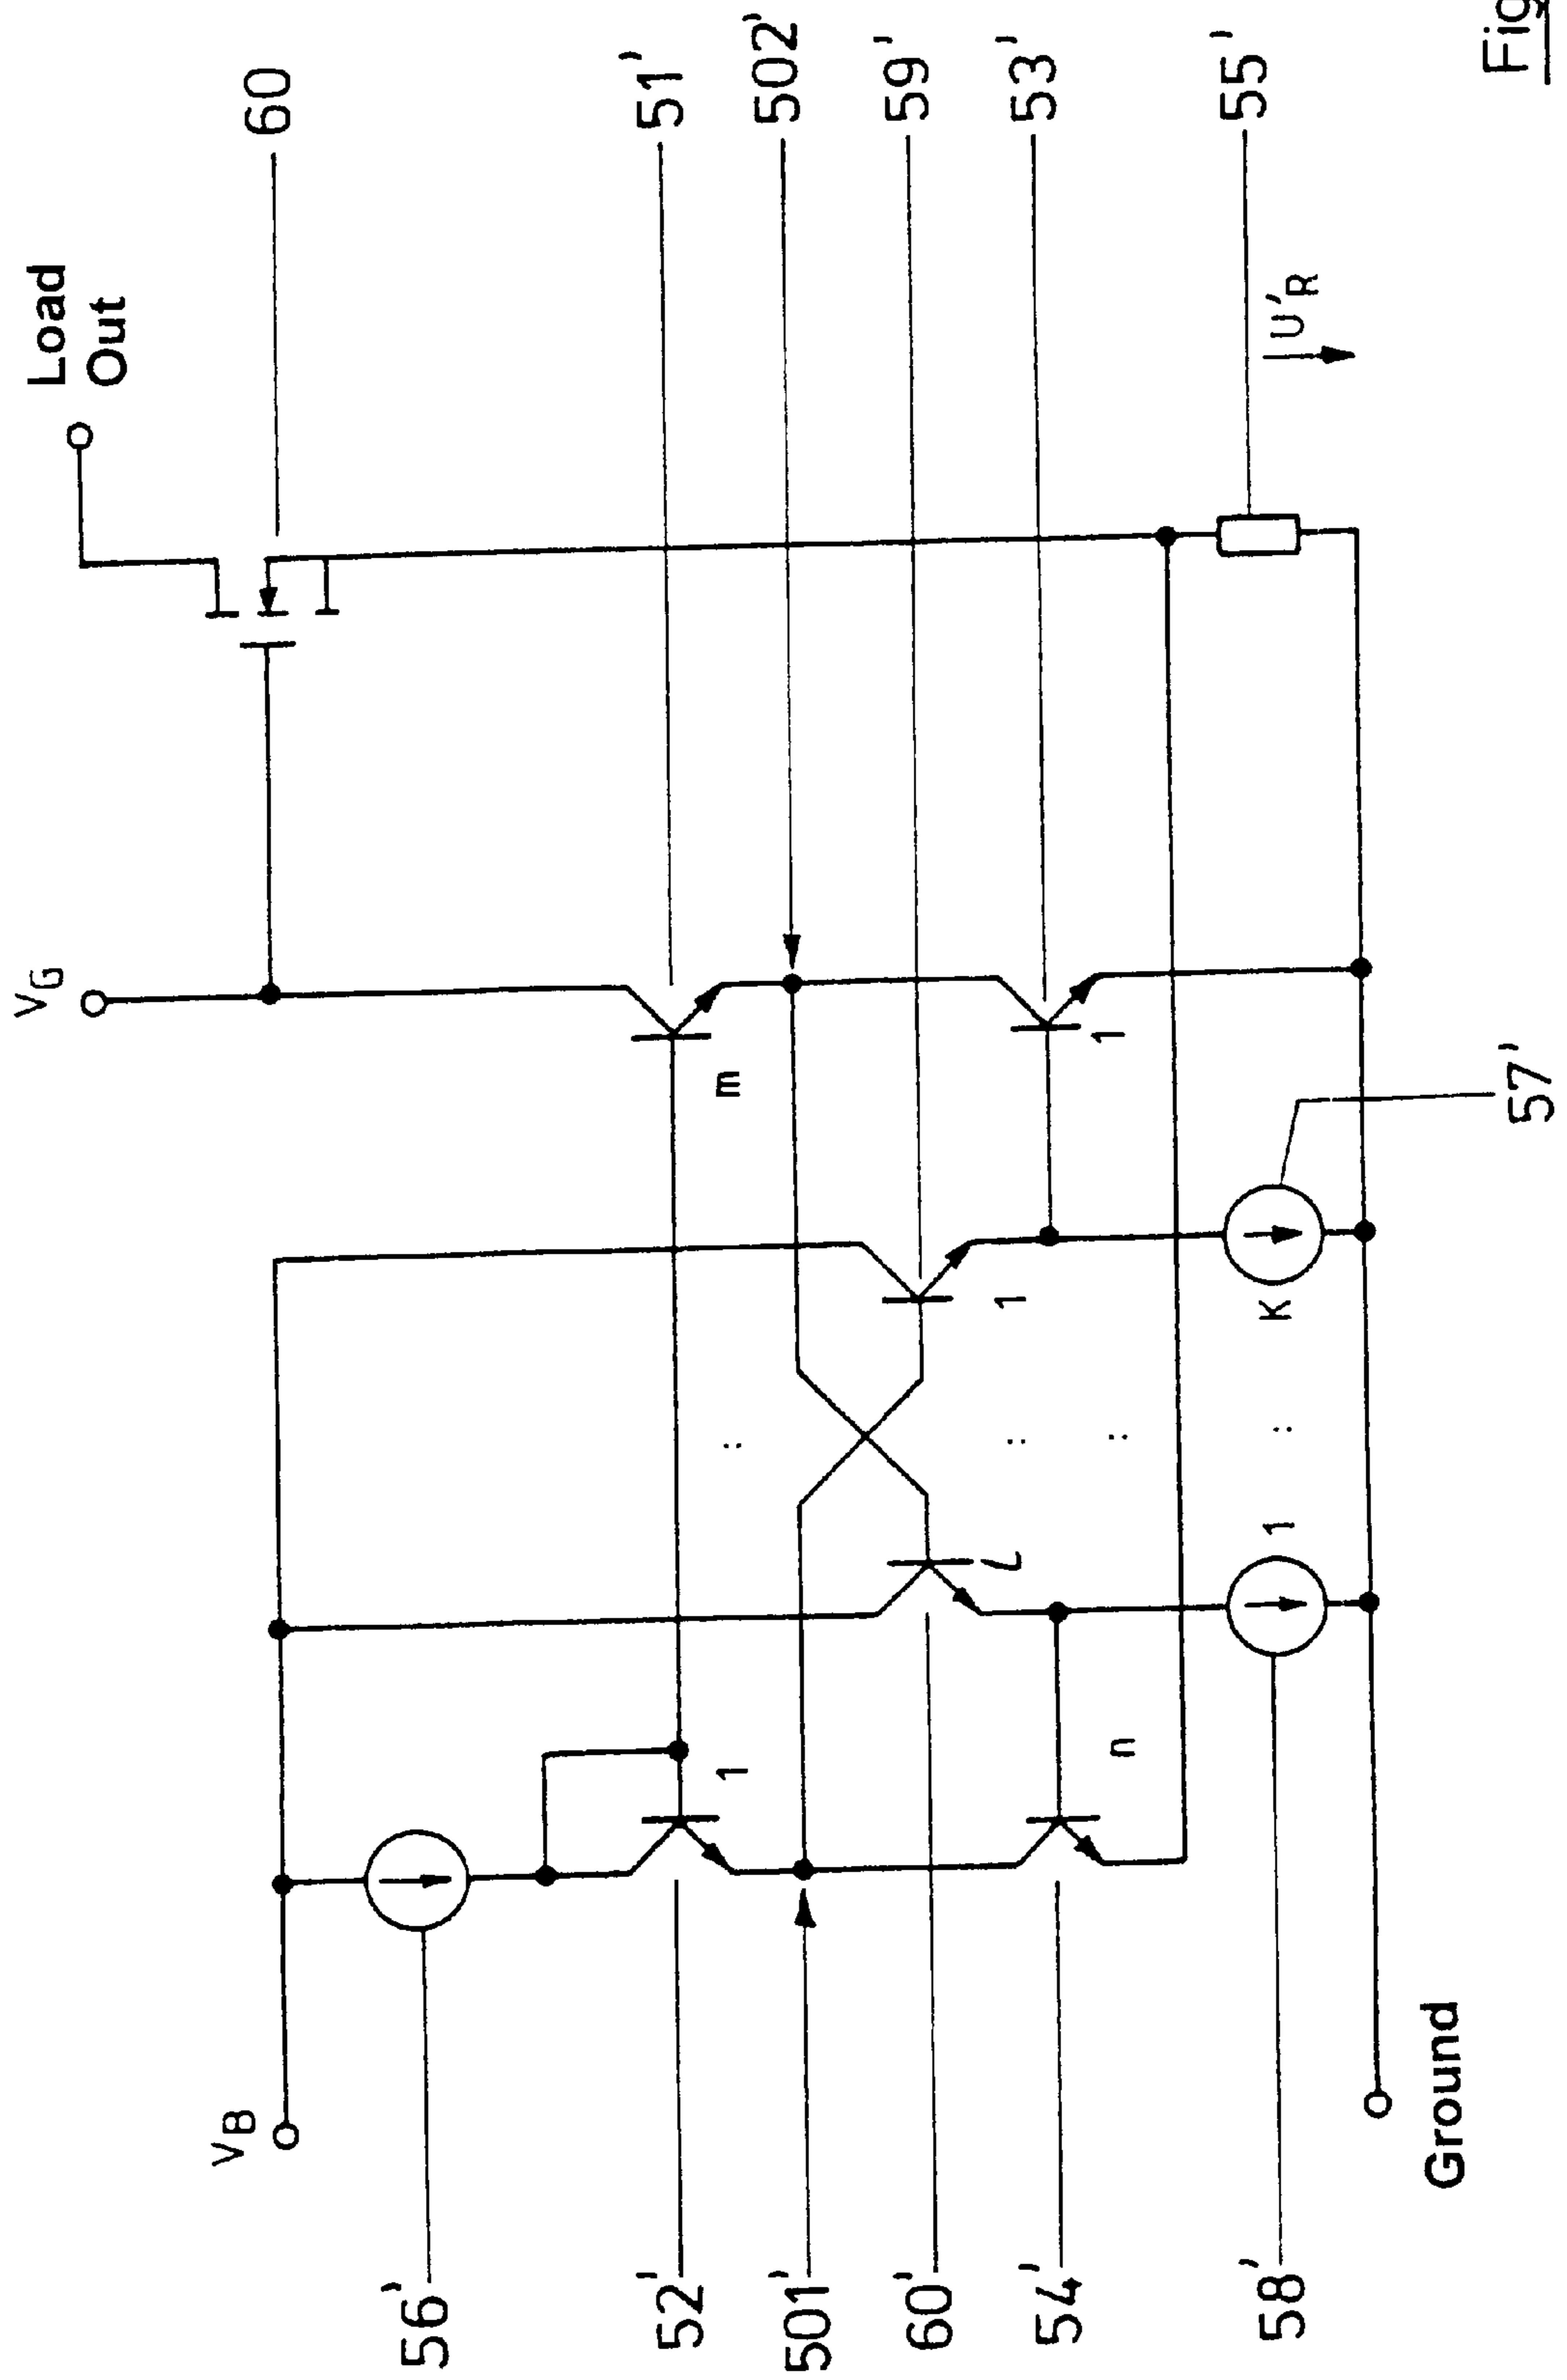 V_G
Load
Out
V_B
60
56'
52'
51'
1
:
m
501'
502'
60'
59'
L
:
1
54'
53'
n
:
1
58'
1
:
K
55'
U'_R
Ground
57'
Fig